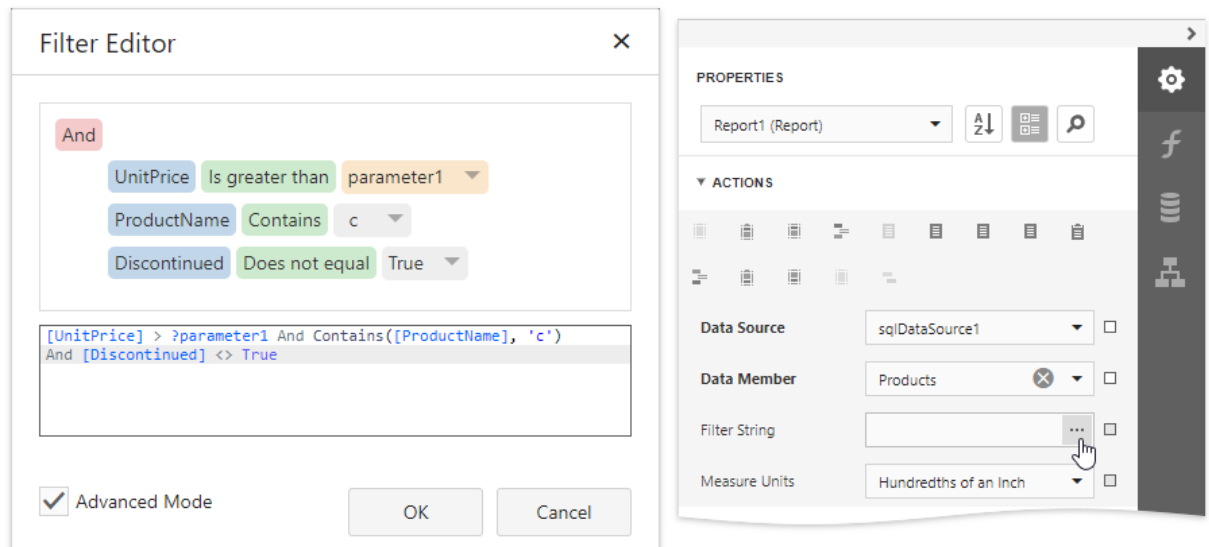 Filter Editor
And
UnitPrice Is greater than parameter1
ProductName Contains c
Discontinued Does not equal True
[UnitPrice] > ?parameter1 And Contains([ProductName], 'c')
And [Discontinued] <> True
Advanced Mode
OK
Cancel
PROPERTIES
Report1 (Report)
A
Z
ACTIONS
Data Source
sqlDataSource1
Data Member
Products
Filter String
...
Measure Units
Hundredths of an Inch